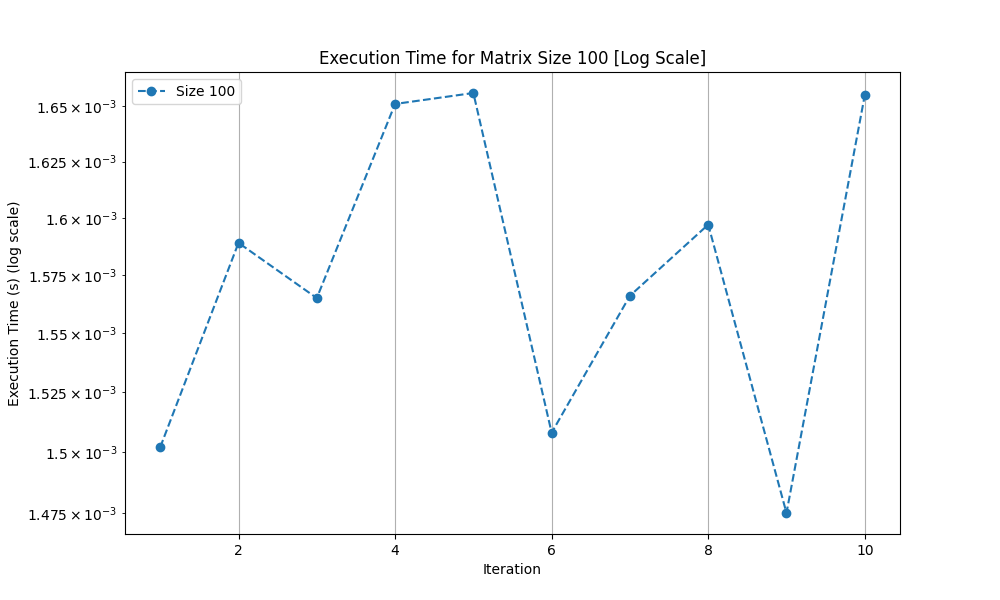 Execution Time for Matrix Size 100 [Log Scale]
Size 100
Execution Time (s) (log scale)
1.65 × 10⁻³
1.625 × 10⁻³
1.6 × 10⁻³
1.575 × 10⁻³
1.55 × 10⁻³
1.525 × 10⁻³
1.5 × 10⁻³
1.475 × 10⁻³
2 4 6 8 10
Iteration